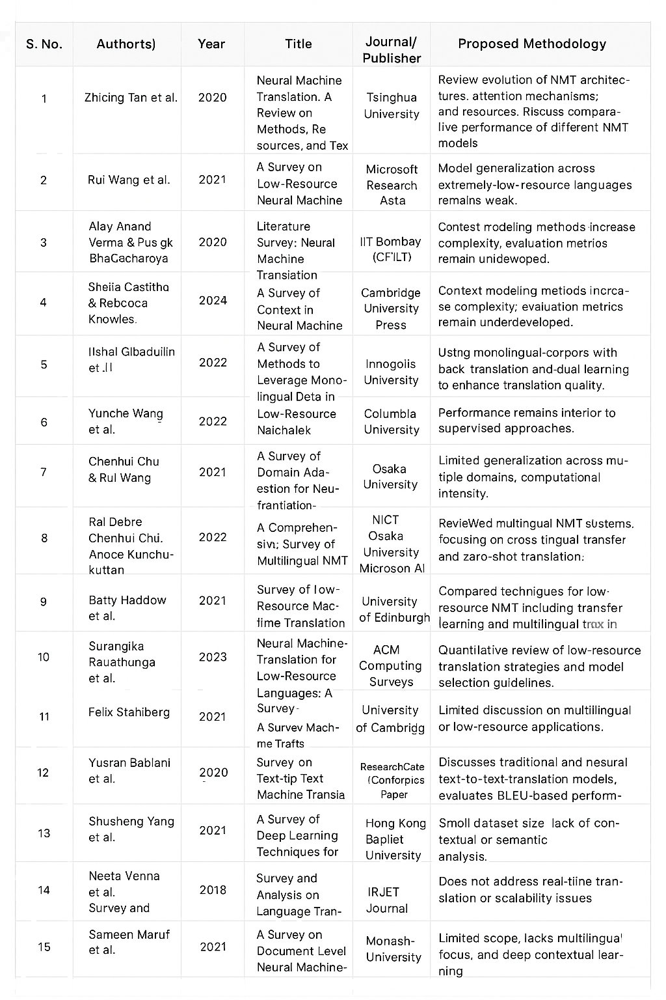 S. No.
Authorts)
Year
Title
Journal/
Publisher
Proposed Methodology
1
Zhicing Tan et al.
2020
Neural Machine
Translation. A
Review on
Methods, Re
sources, and Tex
Tsinghua
University
Review evolution of NMT architec-
tures. attention mechanisms;
and resources. Riscuss compara-
live performance of different NMT
models
2
Rui Wang et al.
2021
A Survey on
Low-Resource
Neural Machine
Microsoft
Research
Asta
Model generalization across
extremely-low-resource languages
remalns weak.
3
Alay Anand
Verma & Pus gk
BhaGacharoya
2020
Literature
Survey: Neural
Machine
Transiation
IIT Bombay
(CF'ILT)
Contest modeling methods increase
complexity, evaluation metrios
remain unidewoped.
4
Sheiia Castitha
& Rebcoca
Knowles.
2024
A Survey of
Context in
Neural Machine
Cambridge
University
Press
Context modeling metiods incrca-
se complexity; evaiuation metrics
remain underdeveloped.
5
IIshal Glbaduilin
et .ll
2022
A Survey of
Methods to
Leverage Mono-
lingual Deta in
Innogolis
University
Ustng monolingual-corpors with
back translation and-dual learning
to enhance translation quality.
6
Yunche Wang
et al.
2022
Low-Resource
Naichalek
Columbla
University
Performance remains interior to
supervised approaches.
7
Chenhui Chu
& Rul Wang
2021
A Survey of
Domain Ada-
estion for Neu-
frantiation-
Osaka
University
Limited generalization across mu-
tiple domains, computational
intensity.
8
Ral Debre
Chenhui Chu.
Anoce Kunchu-
kuttan
2022
A Comprehen-
siv: Survey of
Multilingual NMT
NICT
Osaka
University
Microson AI
RevieWed multingual NMT sustems.
focusing on cross tingual transfer
and zaro-shot translation:
9
Batty Haddow
et al.
2021
Survey of low-
Resource Mac-
fime Translation
University
of Edinburgh
Compared technigues for low-
resource NMT including transfer
learning and multilingual in
10
Surangika
Rauathunga
et al.
2023
Neural Machine-
Translation for
Low-Resource
Languages: A
Survey-
ACM
Computing
Surveys
Quantilative review of low-resource
translation strategies and model
selection guidelines.
11
Felix Stahiberg
2021
A Survev Mach-
me Trafts
University
of Cambridg
Limited discussion on multillingual
or low-resource applications.
12
Yusran Bablani
et al.
2020
Survey on
Text-tip Text
Machine Transia
ResearchCate
(Conforpics
Paper
Discusses traditional and nesural
text-to-text-translation models,
evaluates BLEU-based perform-
13
Shusheng Yang
et al.
2021
A Survey of
Deep Learning
Techniques for
Hong Kong
Bapliet
University
Small dataset size lack of con-
textual or semantic
analysis.
14
Neeta Venna
et al.
Survey and
2018
Survey and
Analysis on
Language Tran-
IRJET
Journal
Does not address real-tiine tran-
slation or scalability issues
15
Sameen Maruf
et al.
2021
A Survey on
Document Level
Neural Machine-
Monash-
University
Limited scope, lacks multilingual
focus, and deep contextual lear-
ning